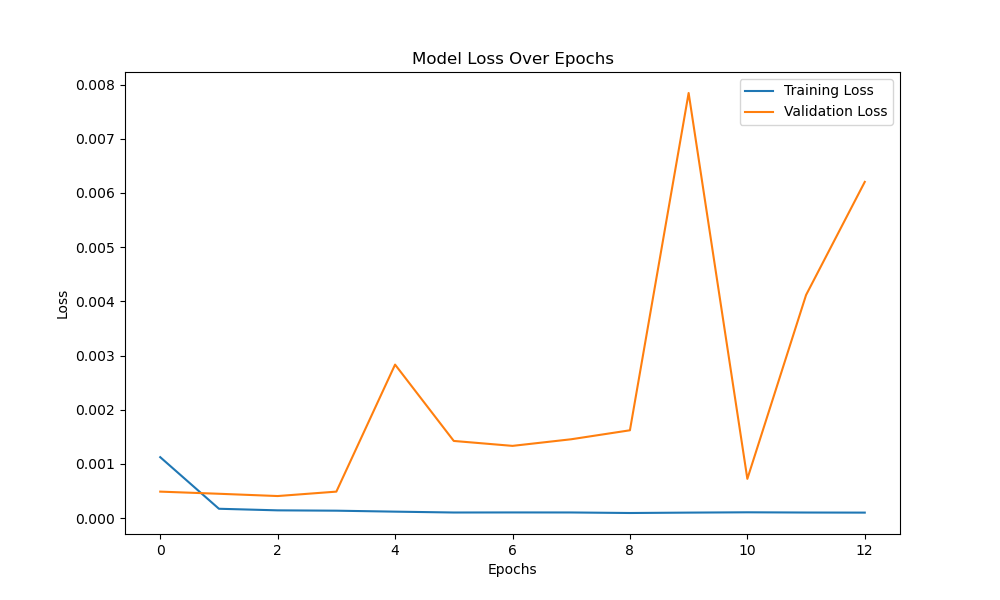 Model Loss Over Epochs
Training Loss
Validation Loss
0.008
0.007
0.006
0.005
0.004
0.003
0.002
0.001
0.000
Loss
0 2 4 6 8 10 12
Epochs